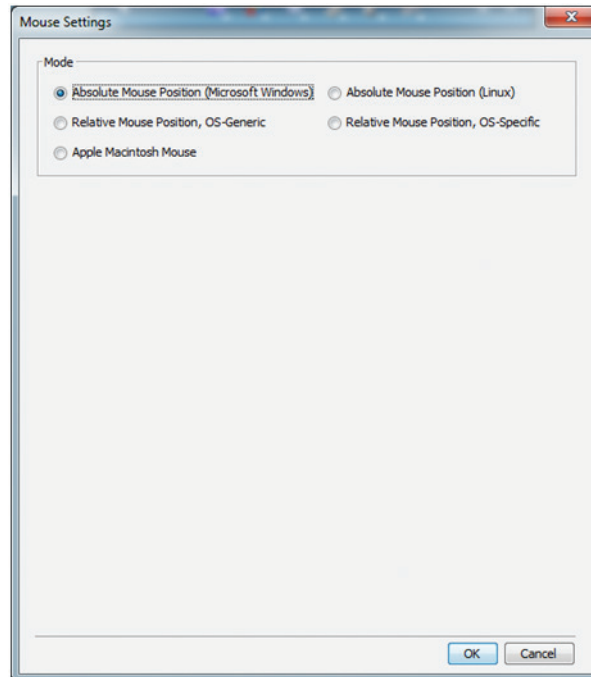 Mouse Settings
Mode
Absolute Mouse Position (Microsoft Windows)
Absolute Mouse Position (Linux)
Relative Mouse Position, OS-Generic
Relative Mouse Position, OS-Specific
Apple Macintosh Mouse
OK
Cancel